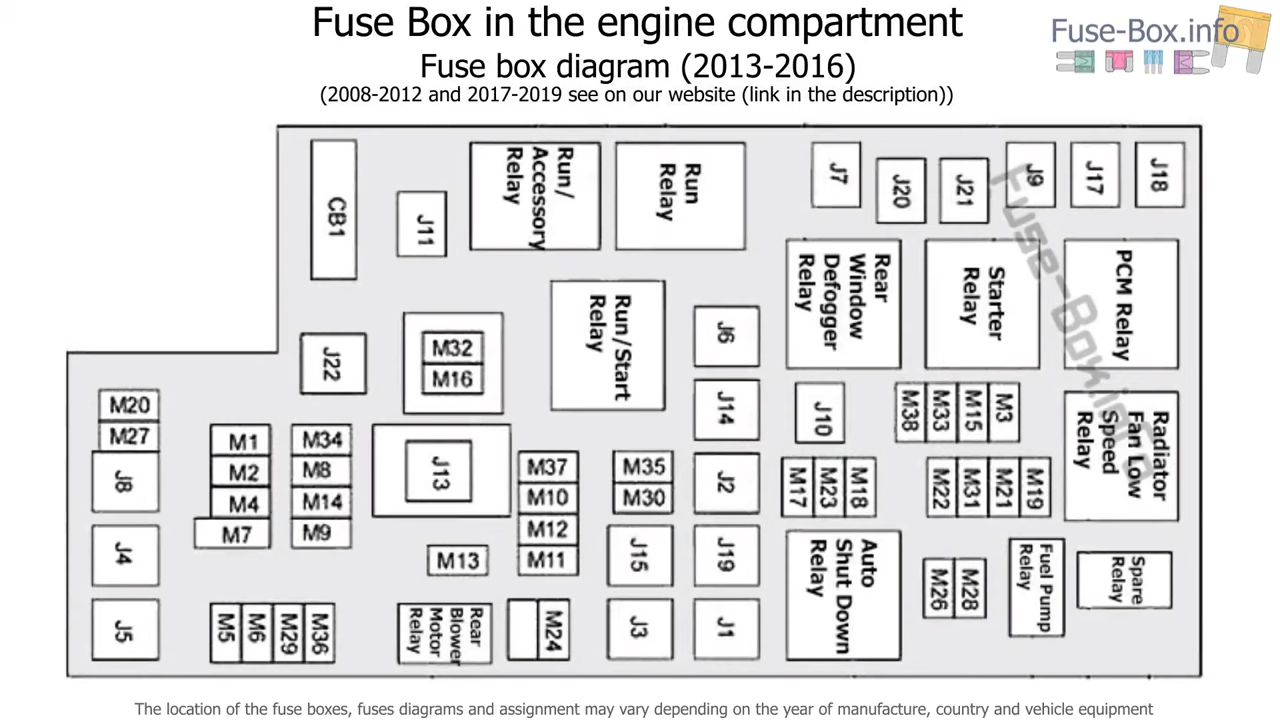 Fuse Box in the engine compartment
Fuse box diagram (2013-2016)
(2008-2012 and 2017-2019 see on our website (link in the description))
Fuse-Box.info
CB1
J11
Run/
Accessory
Relay
Run
Relay
J7
J20
J21
J9
J17
J18
Rear
Window
Defogger
Relay
Starter
Relay
PCM Relay
Run/Start
Relay
J6
J22
M32
M16
J14
J10
M38
M33
M15
M3
Radiator
Fan Low
Speed
Relay
M20
M27
J8
M1
M2
M4
M7
M34
M8
M14
M9
J13
M37
M10
M12
M11
M35
M30
J2
M17
M23
M18
M22
M31
M21
M19
J4
M13
J15
J19
Auto
Shut Down
Relay
M26
M28
Fuel Pump
Relay
Spare
Relay
J5
M5
M6
M29
M36
Rear
Blower
Motor
Relay
M24
J3
J1
Fuse-Box.info
The location of the fuse boxes, fuses diagrams and assignment may vary depending on the year of manufacture, country and vehicle equipment